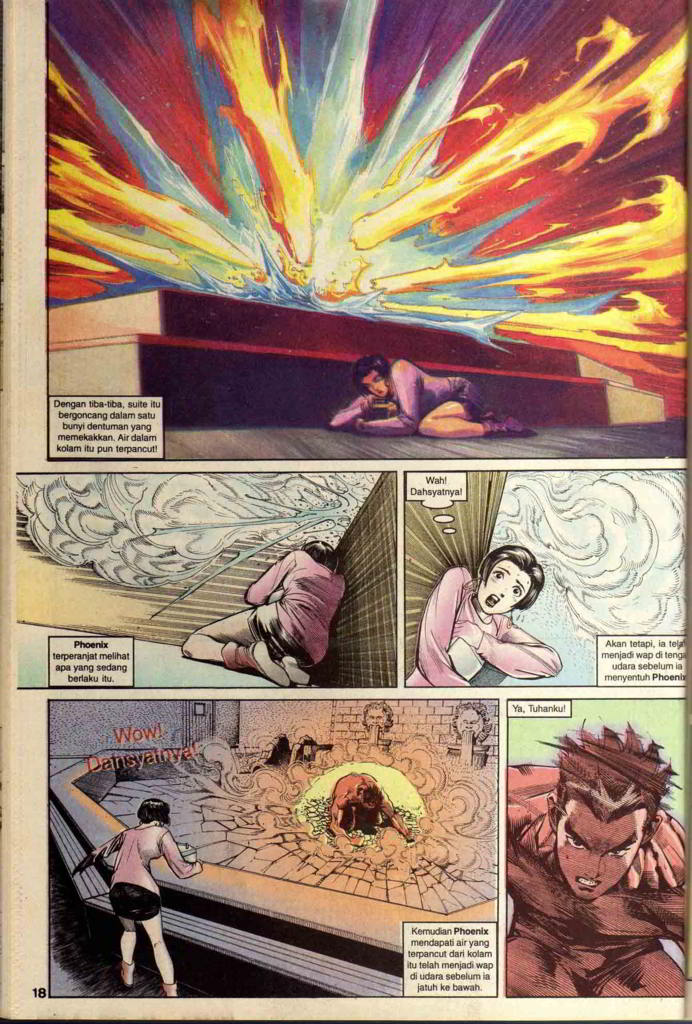 Dengan tiba-tiba, suite itu
bergoncang dalam satu
bunyi dentuman yang
memekakkan. Air dalam
kolam itu pun terpancut!
Phoenix
terperanjat melihat
apa yang sedang
berlaku itu.
Wah!
Dahsyatnya!
Akan tetapi, ia
menjadi wap di
udara sebelum ia
menyentuh
Wow!
Dahsyatnya!
Kemudian Phoenix
mendapati air yang
terpancut dari kolam
itu telah menjadi wap
di udara sebelum ia
jatuh ke bawah.
Ya, Tuhanku!
18